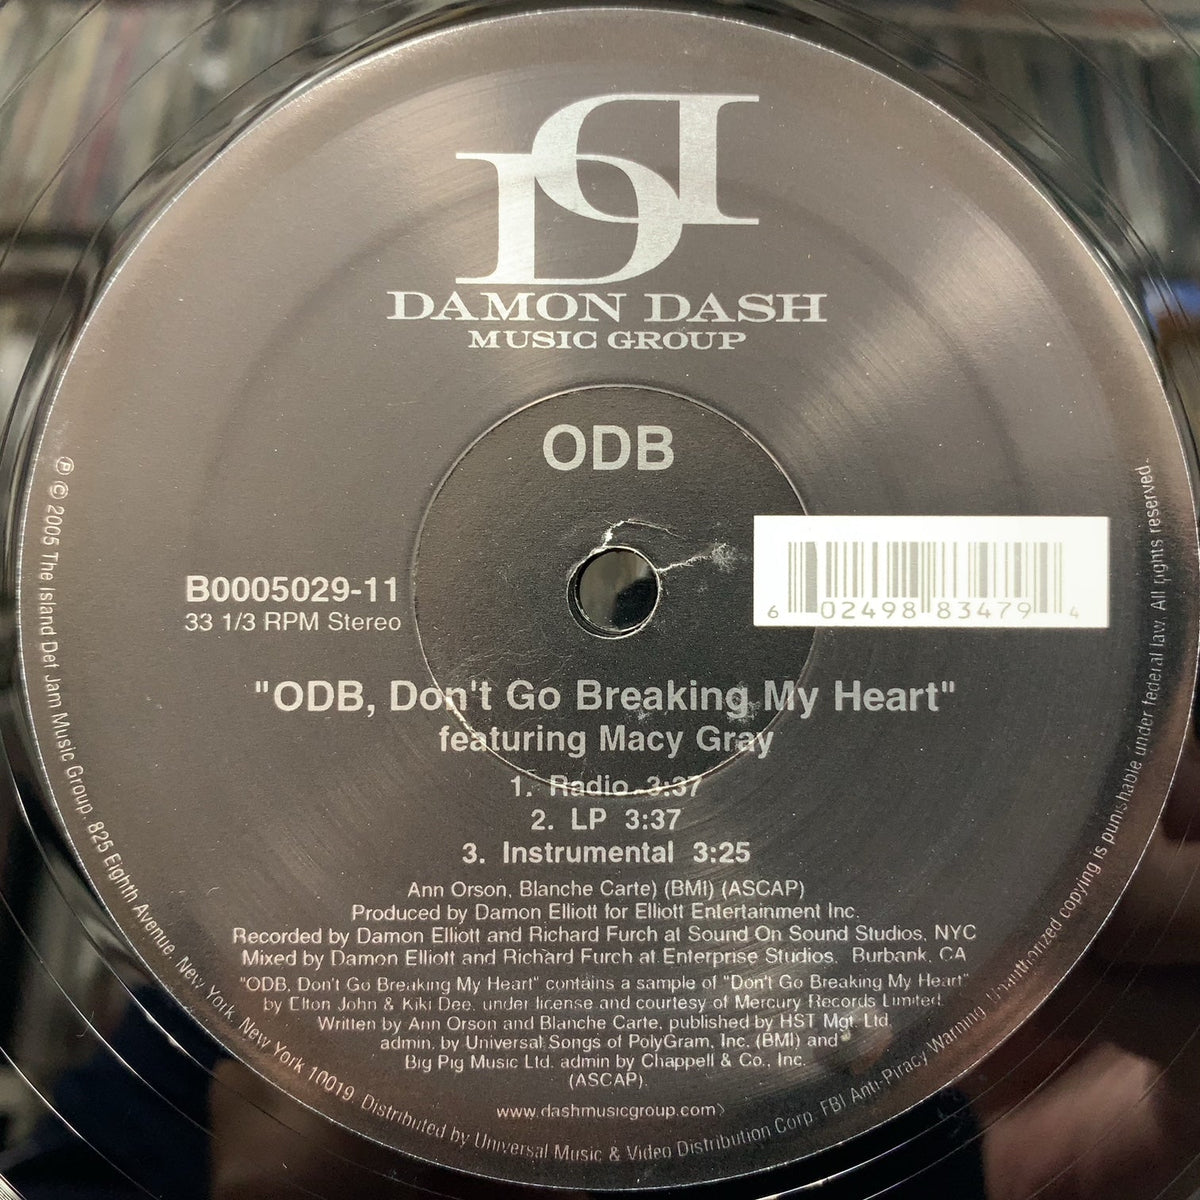 DD
DAMON DASH
MUSIC GROUP
ODB
B0005029-11
33 1/3 RPM Stereo
6 02498 83479 4
"ODB, Don't Go Breaking My Heart"
featuring Macy Gray
1. Radio 3:37
2. LP 3:37
3. Instrumental 3:25
Ann Orson, Blanche Carte) (BMI) (ASCAP)
Produced by Damon Elliott for Elliott Entertainment Inc.
Recorded by Damon Elliott and Richard Furch at Sound On Sound Studios, NYC
Mixed by Damon Elliott and Richard Furch at Enterprise Studios, Burbank, CA
"ODB, Don't Go Breaking My Heart" contains a sample of "Don't Go Breaking My Heart"
by Elton John & Kiki Dee, under license and courtesy of Mercury Records Limited.
Written by Ann Orson and Blanche Carte, published by HST Mgt. Ltd.
admin. by Universal Songs of PolyGram, Inc. (BMI) and
Big Pig Music Ltd. admin by Chappell & Co., Inc.
(ASCAP).
www.dashmusicgroup.com
℗ © 2005 The Island Def Jam Music Group. 825 Eighth Avenue, New York, New York 10019. Distributed by Universal Music & Video Distribution Corp. FBI Anti-Piracy Warning: Unauthorized copying is punishable under federal law. All rights reserved.